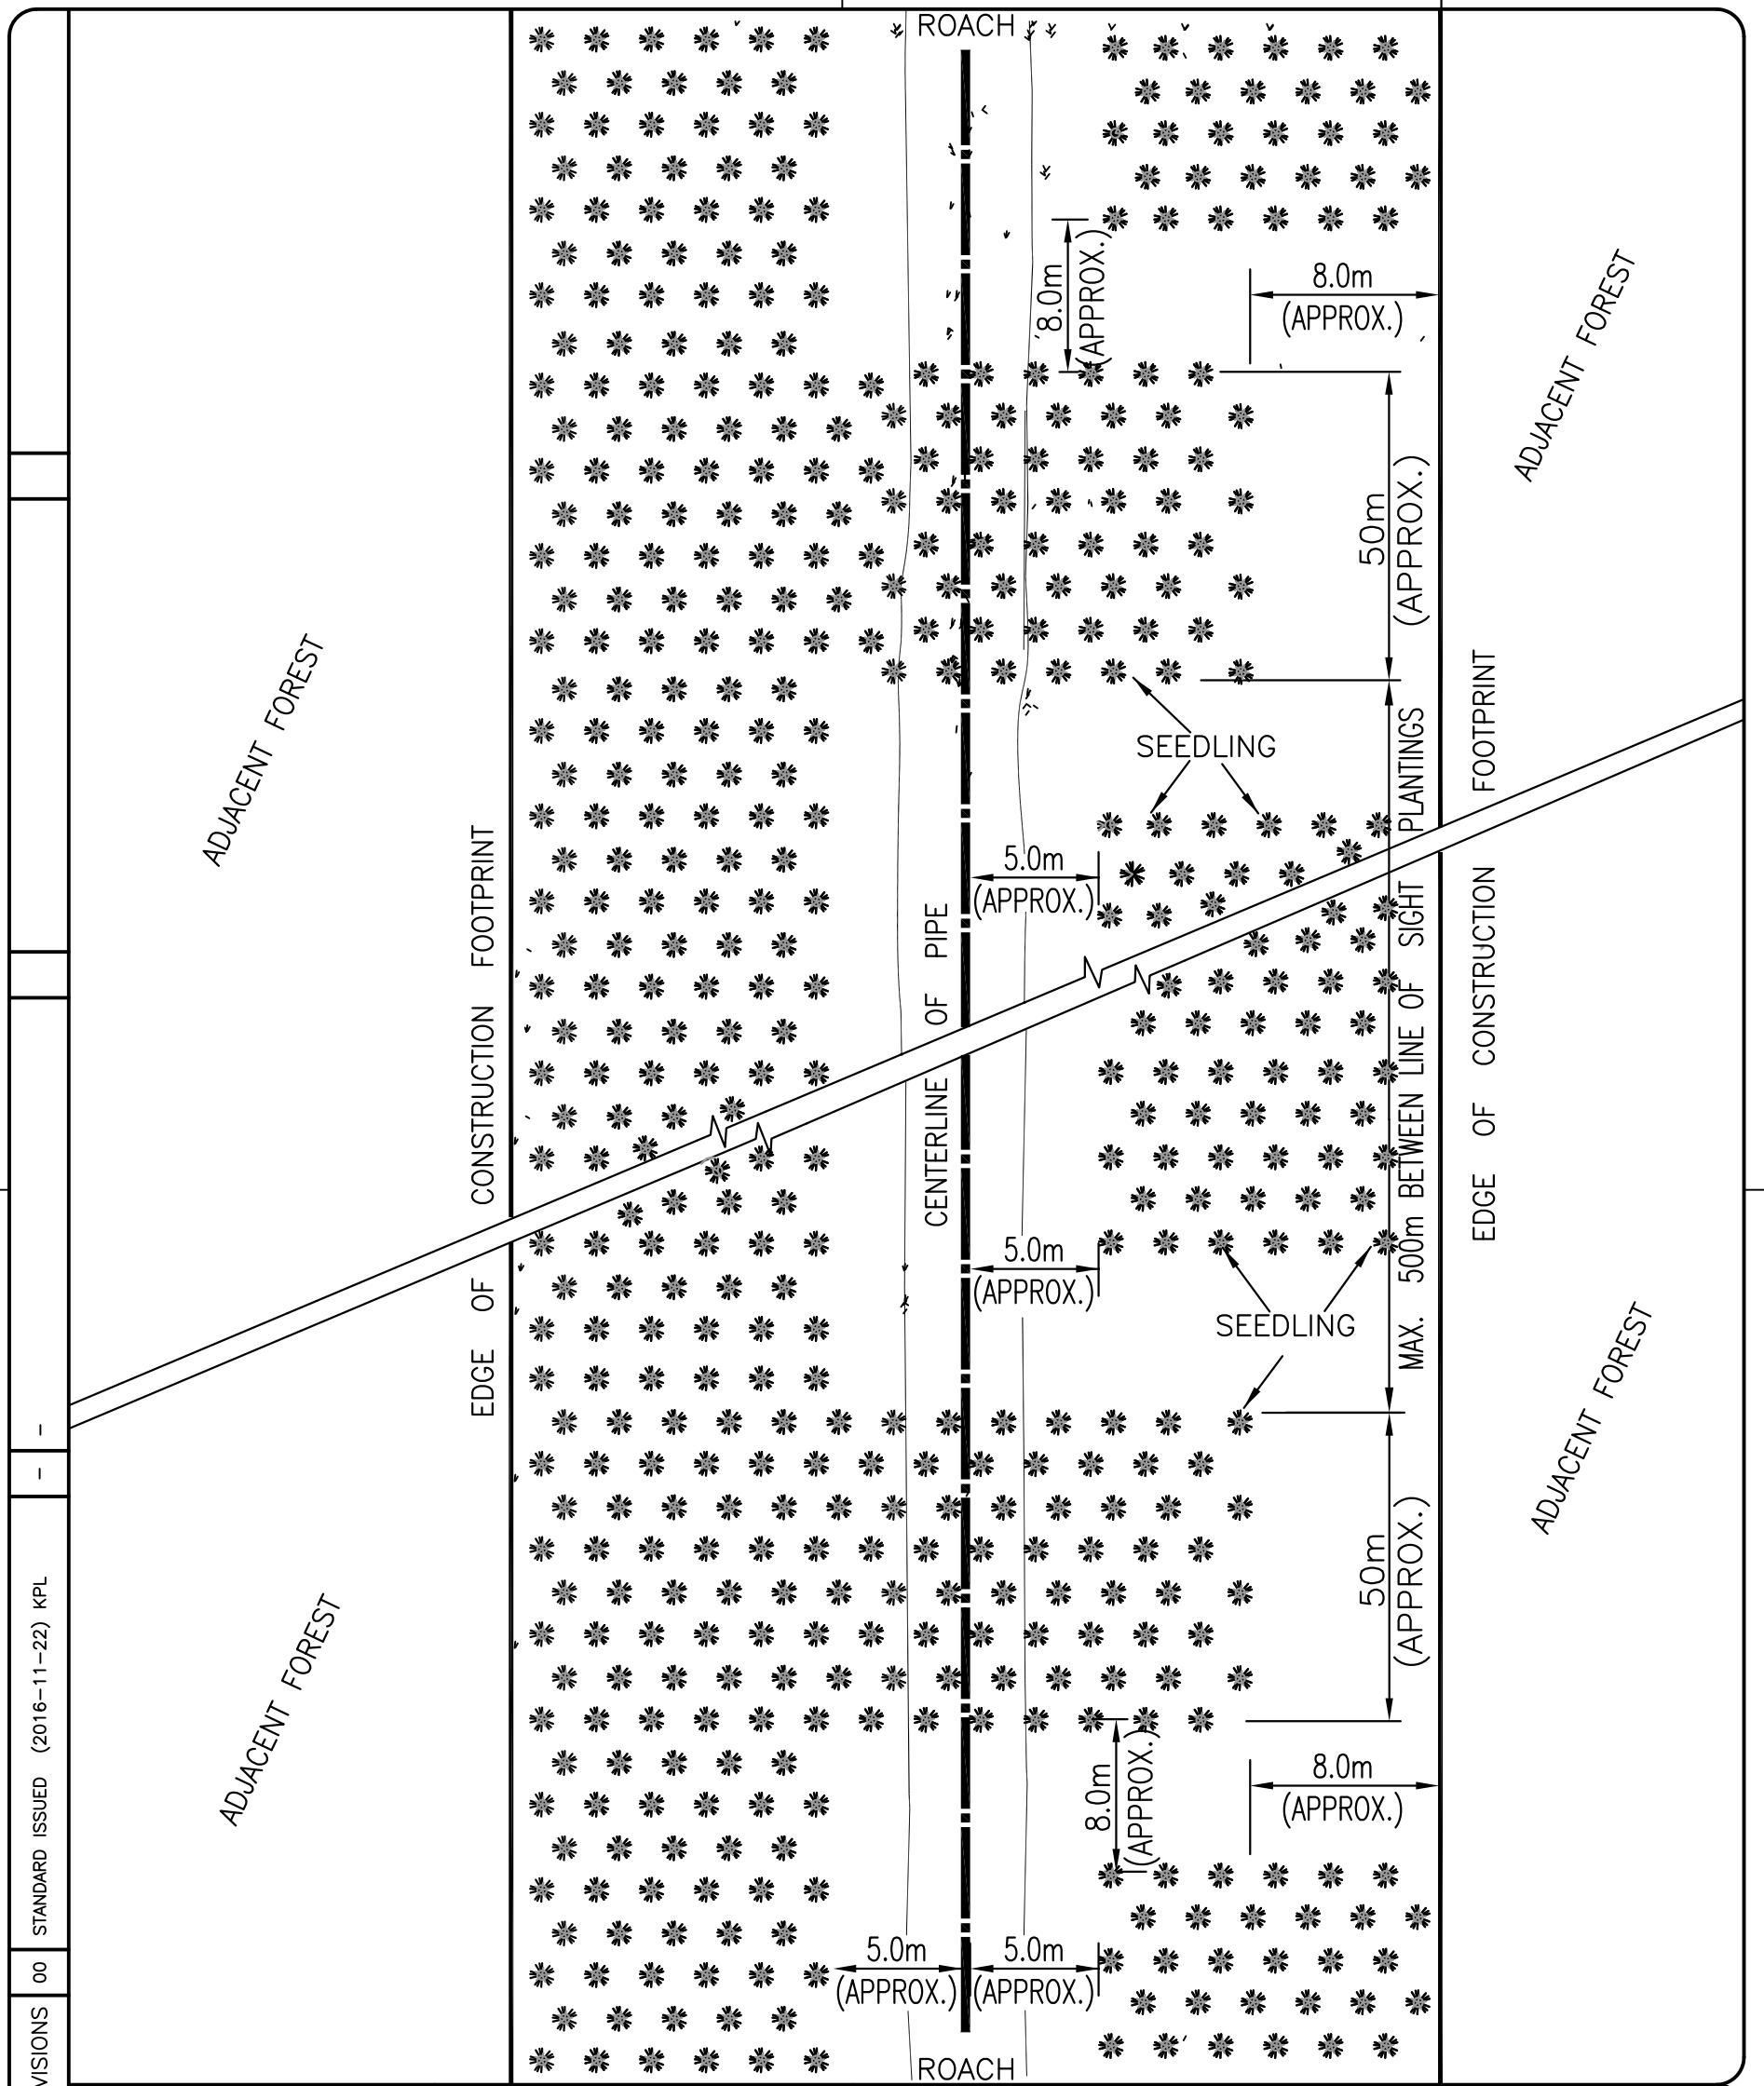 ROACH
8.0m
(APPROX.)
8.0m
(APPROX.)
ADJACENT FOREST
50m
(APPROX.)
ADJACENT FOREST
SEEDLING
5.0m
(APPROX.)
EDGE OF CONSTRUCTION FOOTPRINT
CENTERLINE OF PIPE
MAX. 500m BETWEEN LINE OF SIGHT PLANTINGS
EDGE OF CONSTRUCTION FOOTPRINT
5.0m
(APPROX.)
SEEDLING
ADJACENT FOREST
50m
(APPROX.)
ADJACENT FOREST
8.0m
(APPROX.)
8.0m
(APPROX.)
5.0m
(APPROX.)
5.0m
(APPROX.)
ROACH
– –
STANDARD ISSUED (2016-11-22) KPL
00
VISIONS